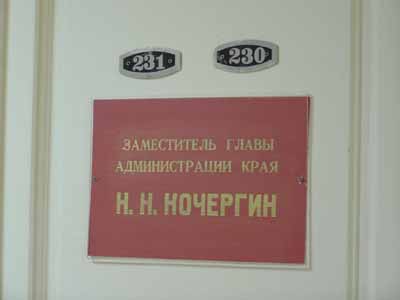 231 230
ЗАМЕСТИТЕЛЬ ГЛАВЫ
АДМИНИСТРАЦИИ КРАЯ
Н. Н. КОЧЕРГИН